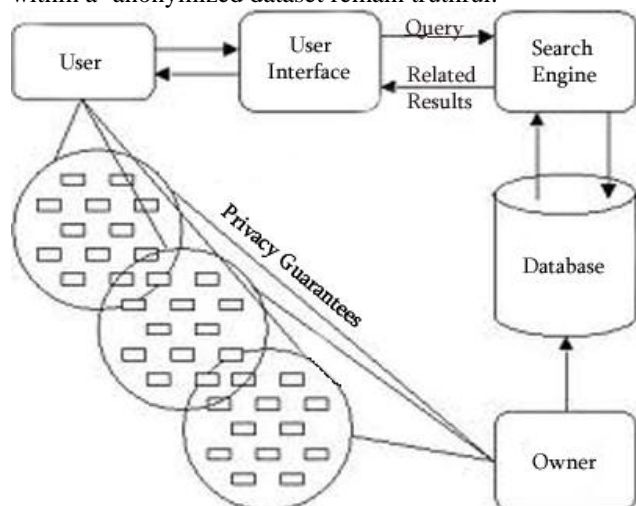 within a anonymized dataset remain truthful.
User
User
Interface
Query
Related
Results
Search
Engine
Privacy Guarantees
Database
Owner